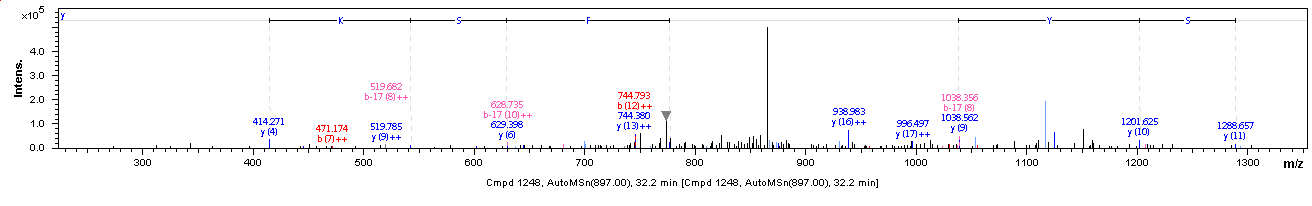 ×10⁵
y
K S F Y S
Intens.
4.0
3.0
2.0
1.0
0.0
414.271
y (4)
471.174
b (7)++
519.682
b-17 (8)++
519.785
y (9)++
628.735
b-17 (10)++
629.398
y (6)
744.793
b (12)++
744.380
y (13)++
938.983
y (16)++
996.497
y (17)++
1038.356
b-17 (8)
1038.562
y (9)
1201.625
y (10)
1288.657
y (11)
300 400 500 600 700 800 900 1000 1100 1200 1300 m/z
Cmpd 1248, AutoMSn(897.00), 32.2 min [Cmpd 1248, AutoMSn(897.00), 32.2 min]